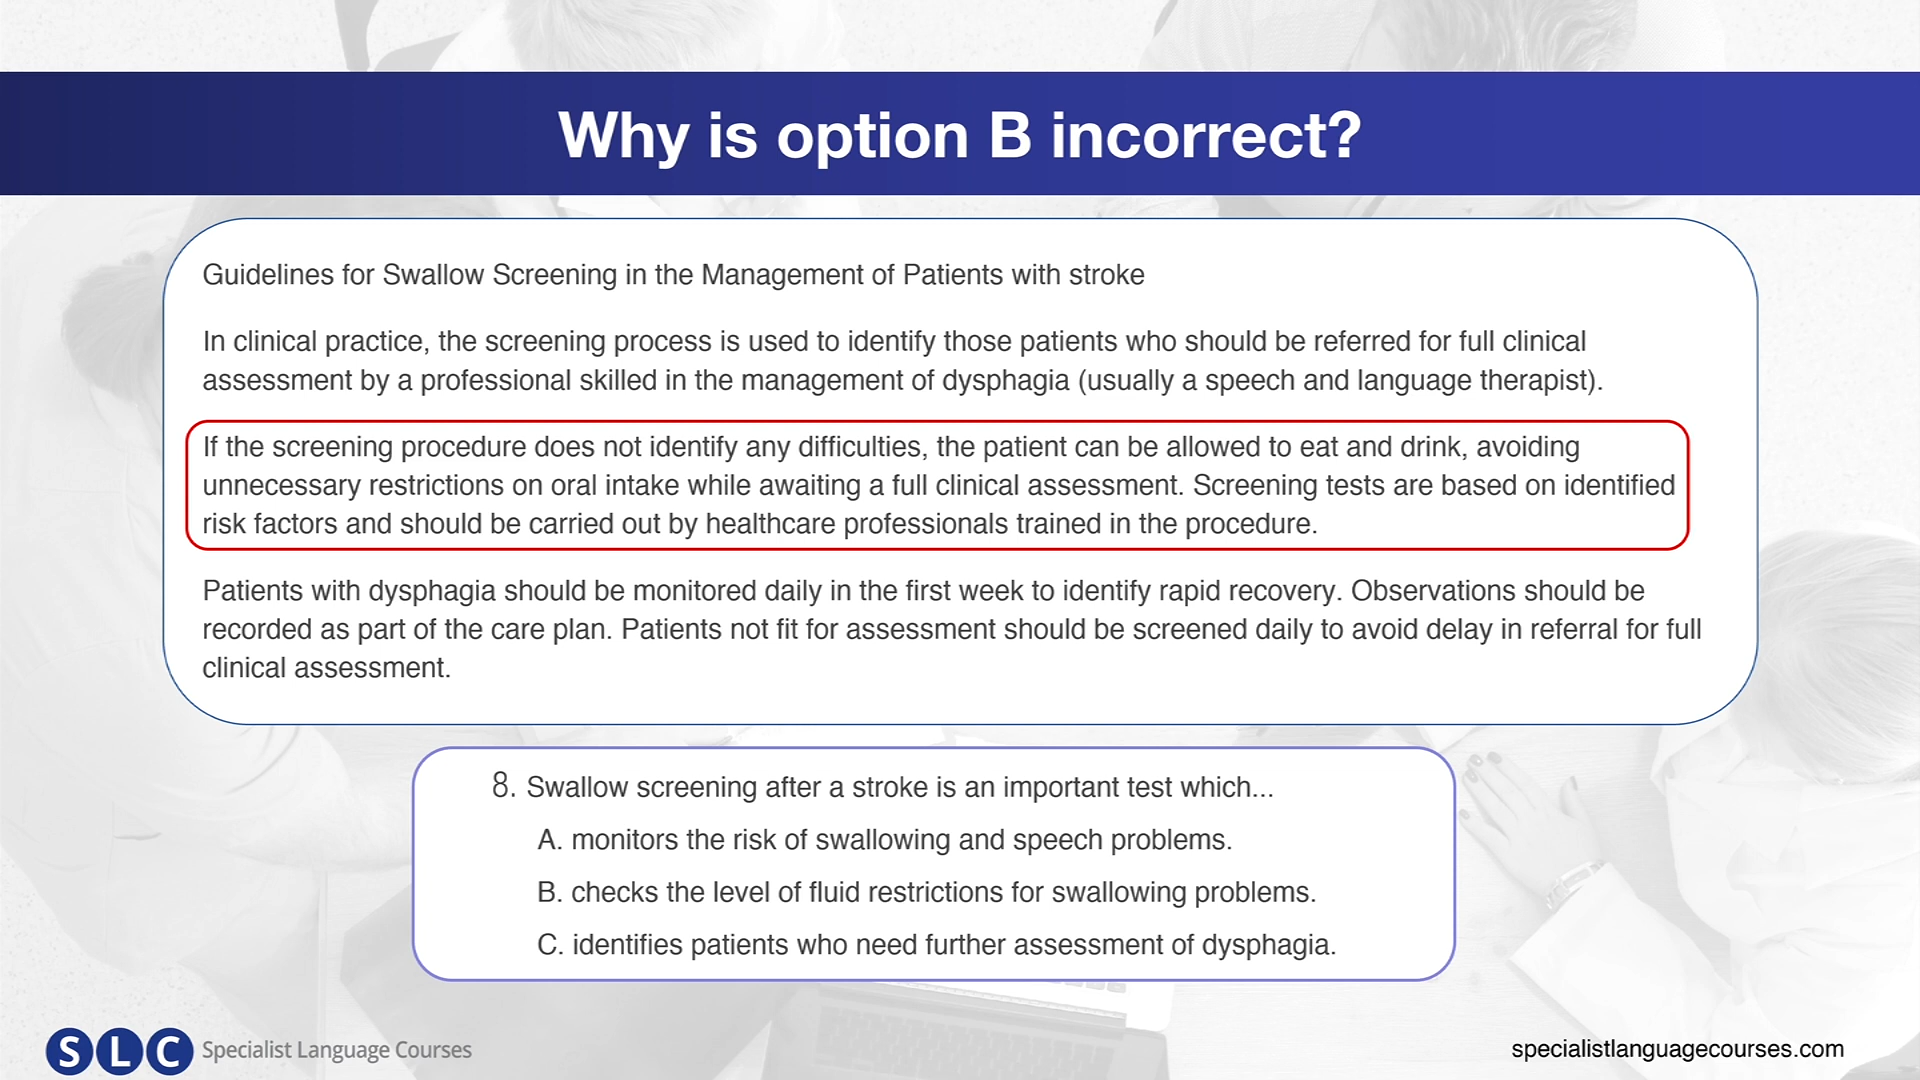 Why is option B incorrect?
Guidelines for Swallow Screening in the Management of Patients with stroke
In clinical practice, the screening process is used to identify those patients who should be referred for full clinical
assessment by a professional skilled in the management of dysphagia (usually a speech and language therapist).
If the screening procedure does not identify any difficulties, the patient can be allowed to eat and drink, avoiding
unnecessary restrictions on oral intake while awaiting a full clinical assessment. Screening tests are based on identified
risk factors and should be carried out by healthcare professionals trained in the procedure.
Patients with dysphagia should be monitored daily in the first week to identify rapid recovery. Observations should be
recorded as part of the care plan. Patients not fit for assessment should be screened daily to avoid delay in referral for full
clinical assessment.
8. Swallow screening after a stroke is an important test which...
A. monitors the risk of swallowing and speech problems.
B. checks the level of fluid restrictions for swallowing problems.
C. identifies patients who need further assessment of dysphagia.
SLC Specialist Language Courses
specialistlanguagecourses.com